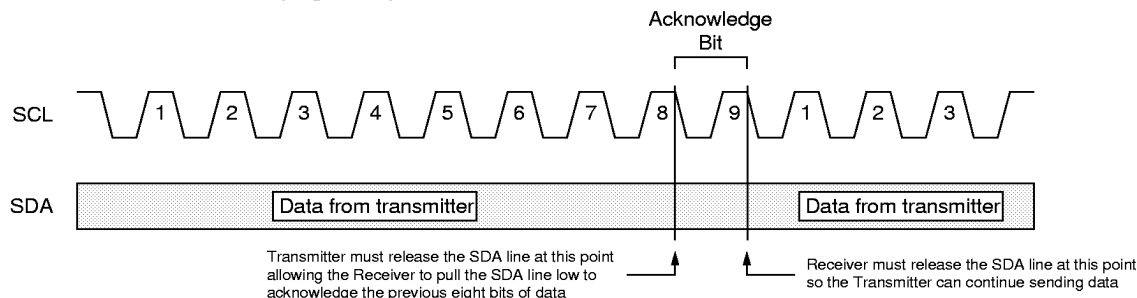 Acknowledge
Bit
SCL
1 2 3 4 5 6 7 8 9 1 2 3
SDA
Data from transmitter Data from transmitter
Transmitter must release the SDA line at this point
allowing the Receiver to pull the SDA line low to
acknowledge the previous eight bits of data
Receiver must release the SDA line at this point
so the Transmitter can continue sending data